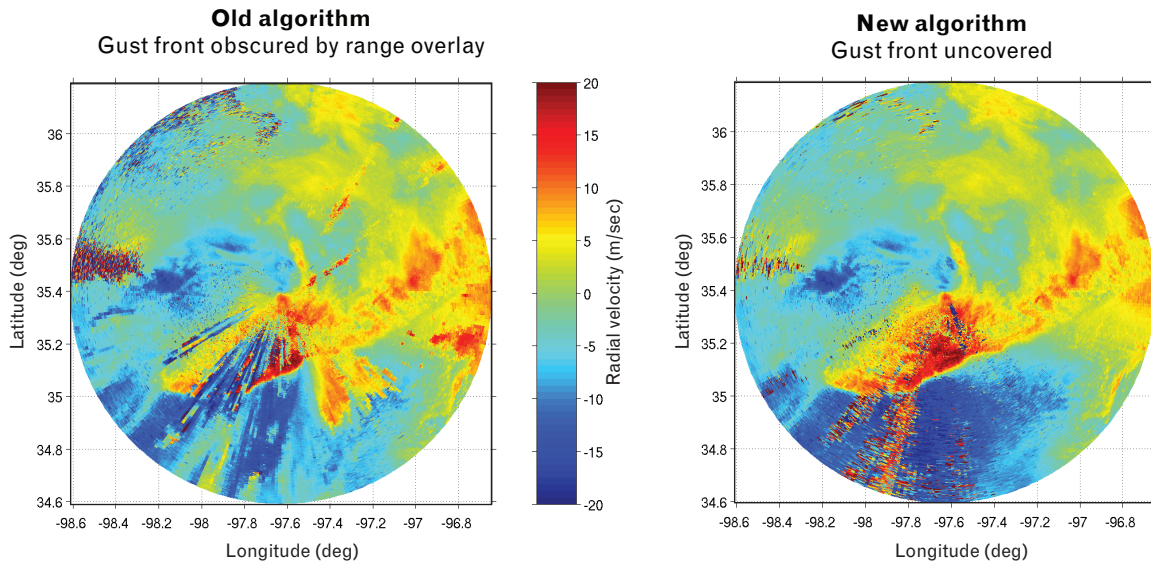 Old algorithm
Gust front obscured by range overlay
36
35.8
35.6
35.4
35.2
35
34.8
34.6
Latitude (deg)
-98.6 -98.4 -98.2 -98 -97.8 -97.6 -97.4 -97.2 -97 -96.8
Longitude (deg)
20
15
10
5
0
-5
-10
-15
-20
Radial velocity (m/sec)
New algorithm
Gust front uncovered
36
35.8
35.6
35.4
35.2
35
34.8
34.6
Latitude (deg)
-98.6 -98.4 -98.2 -98 -97.8 -97.6 -97.4 -97.2 -97 -96.8
Longitude (deg)